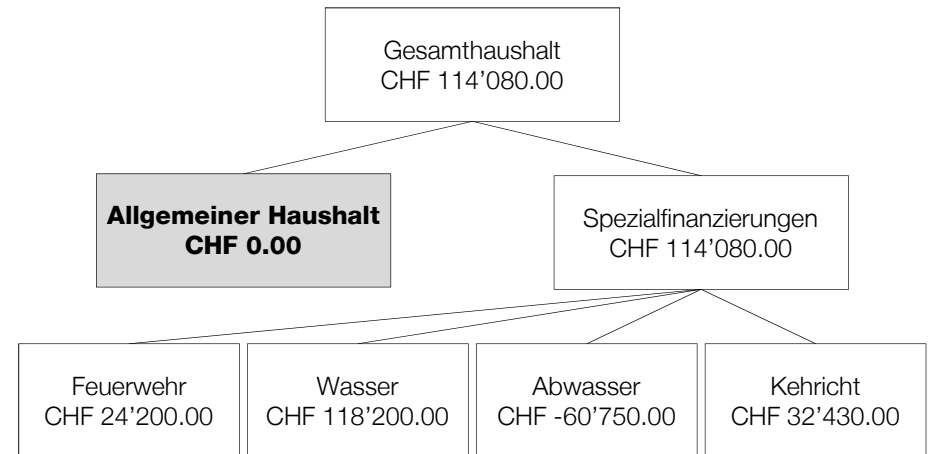 Gesamthaushalt
CHF 114’080.00
Allgemeiner Haushalt
CHF 0.00
Spezialfinanzierungen
CHF 114’080.00
Feuerwehr
CHF 24’200.00
Wasser
CHF 118’200.00
Abwasser
CHF -60’750.00
Kehricht
CHF 32’430.00